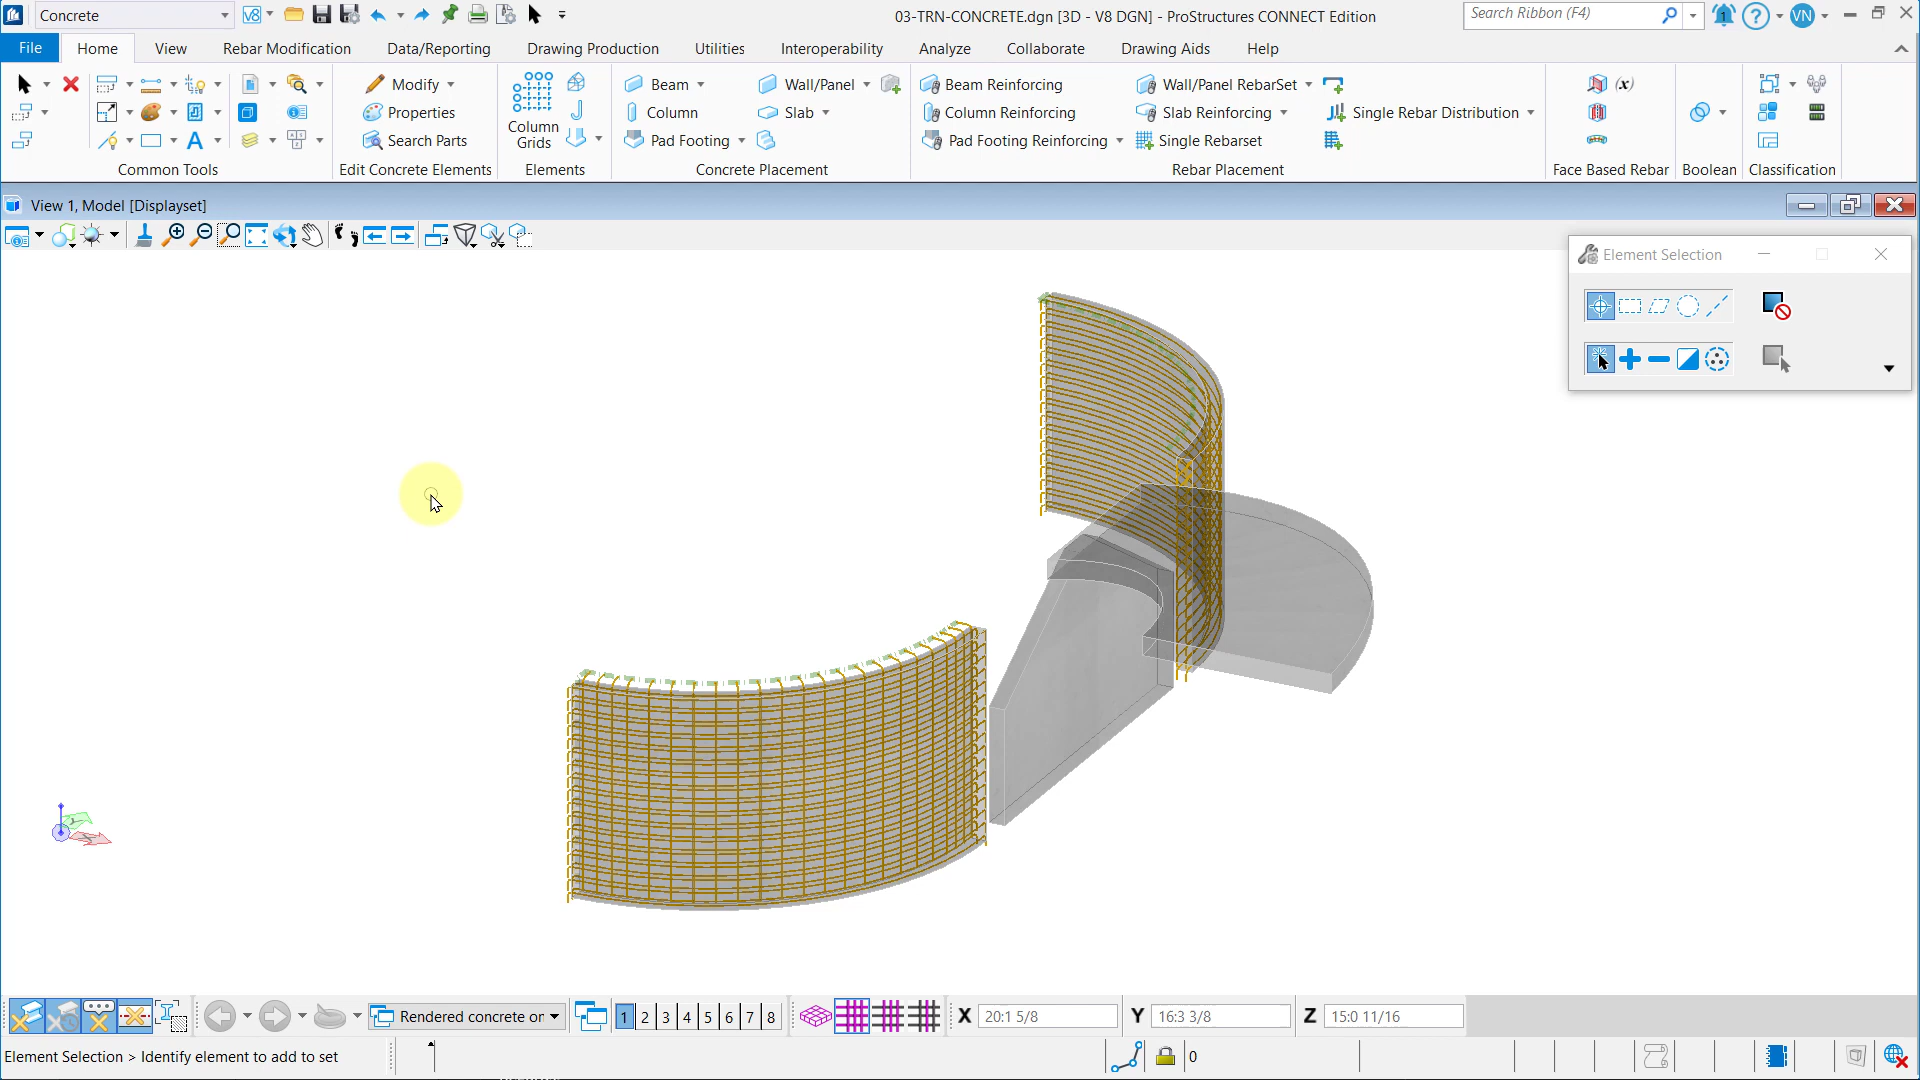 Concrete
V8
03-TRN-CONCRETE.dgn [3D - V8 DGN] - ProStructures CONNECT Edition
Search Ribbon (F4)
1
?
VN
File
Home
View
Rebar Modification
Data/Reporting
Drawing Production
Utilities
Interoperability
Analyze
Collaborate
Drawing Aids
Help
Modify
Properties
Search Parts
Column
Grids
Beam
Column
Pad Footing
Wall/Panel
Slab
Beam Reinforcing
Column Reinforcing
Pad Footing Reinforcing
Wall/Panel RebarSet
Slab Reinforcing
Single Rebarset
Single Rebar Distribution
(x)
A
Common Tools
Edit Concrete Elements
Elements
Concrete Placement
Rebar Placement
Face Based Rebar
Boolean
Classification
View 1, Model [Displayset]
Element Selection
Rendered concrete or
1 2 3 4 5 6 7 8
X 20:1 5/8
Y 16:3 3/8
Z 15:0 11/16
Element Selection > Identify element to add to set
0